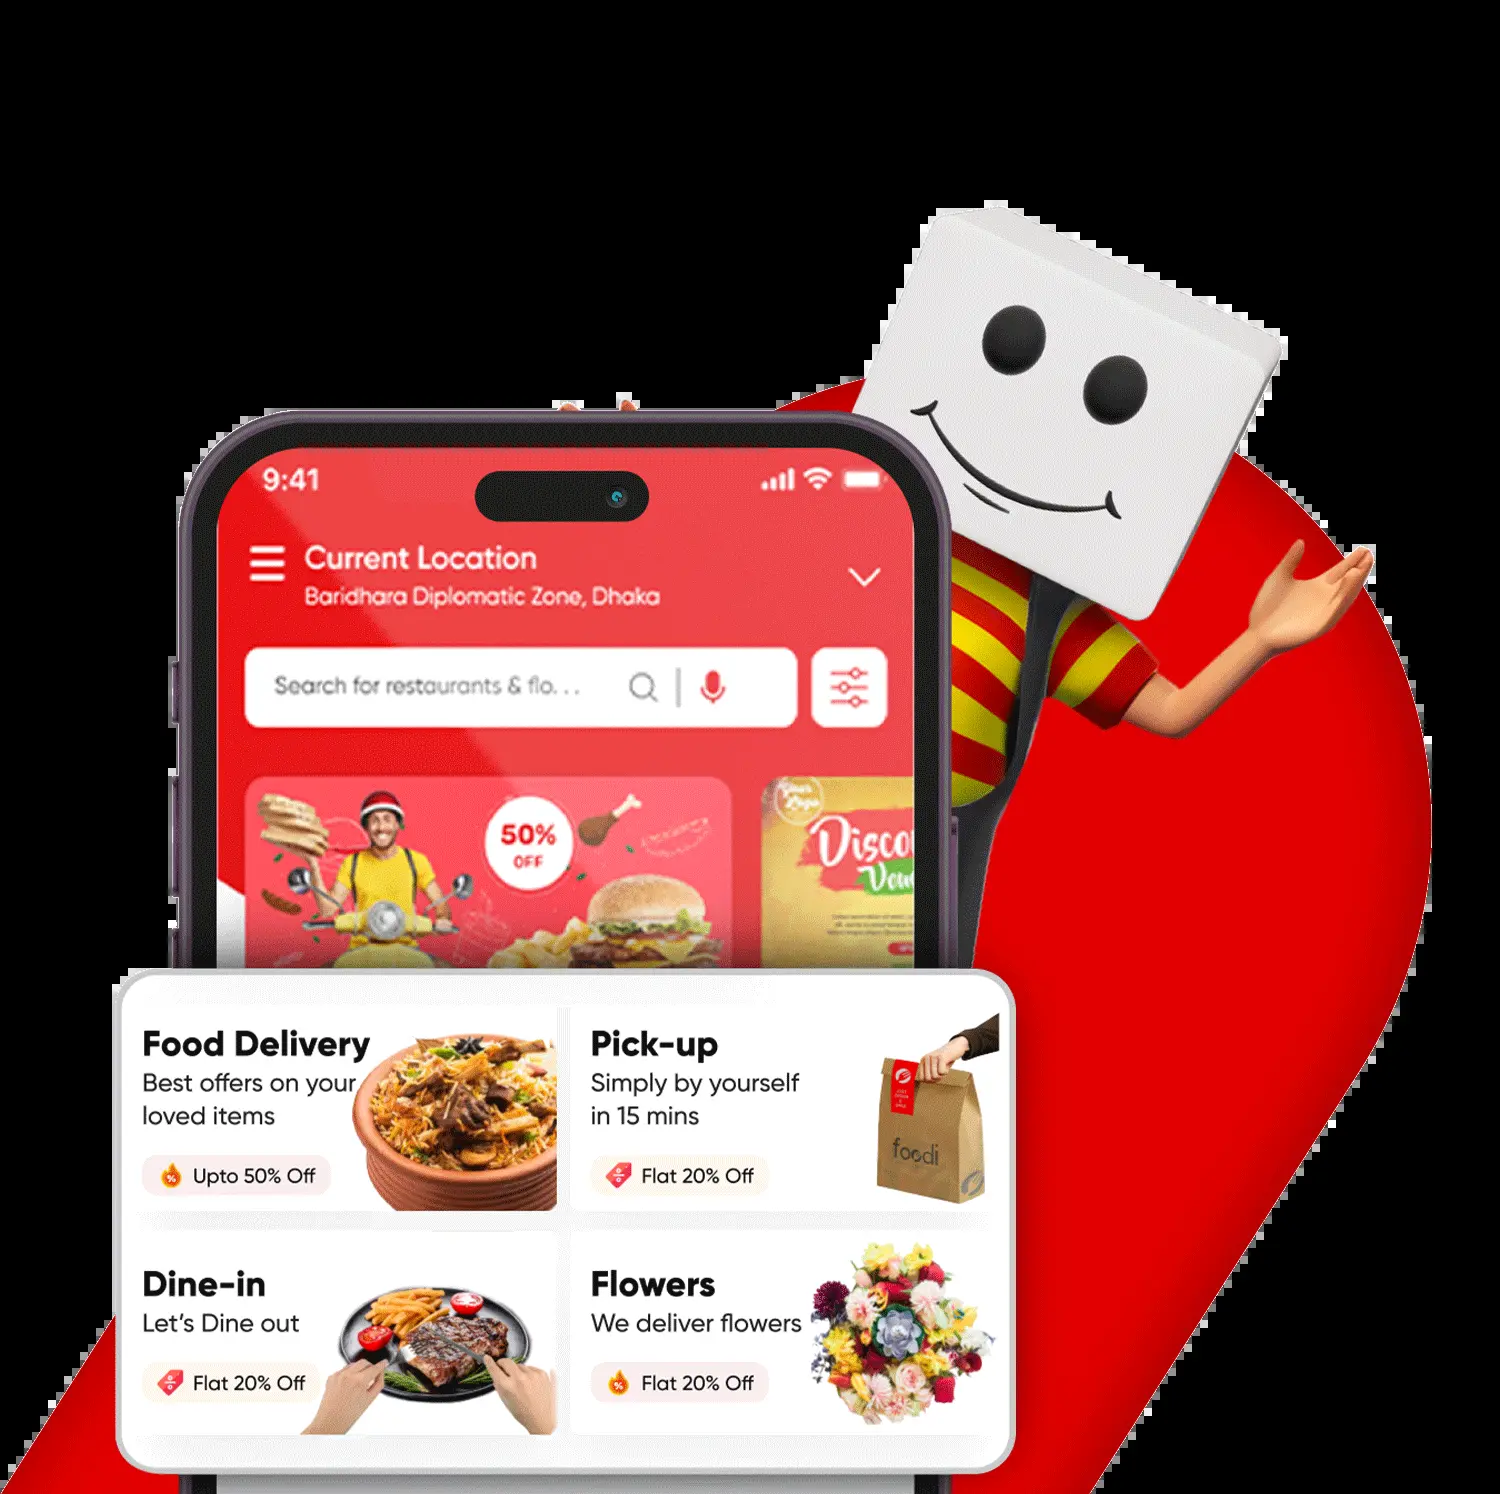 9:41
Current Location
Baridhara Diplomatic Zone, Dhaka
Search for restaurants & flo...
50%
OFF
Your
Logo
Disco
Food Delivery
Best offers on your
loved items
Upto 50% Off
Pick-up
Simply by yourself
in 15 mins
Flat 20% Off
foodi
Dine-in
Let's Dine out
Flat 20% Off
Flowers
We deliver flowers
Flat 20% Off